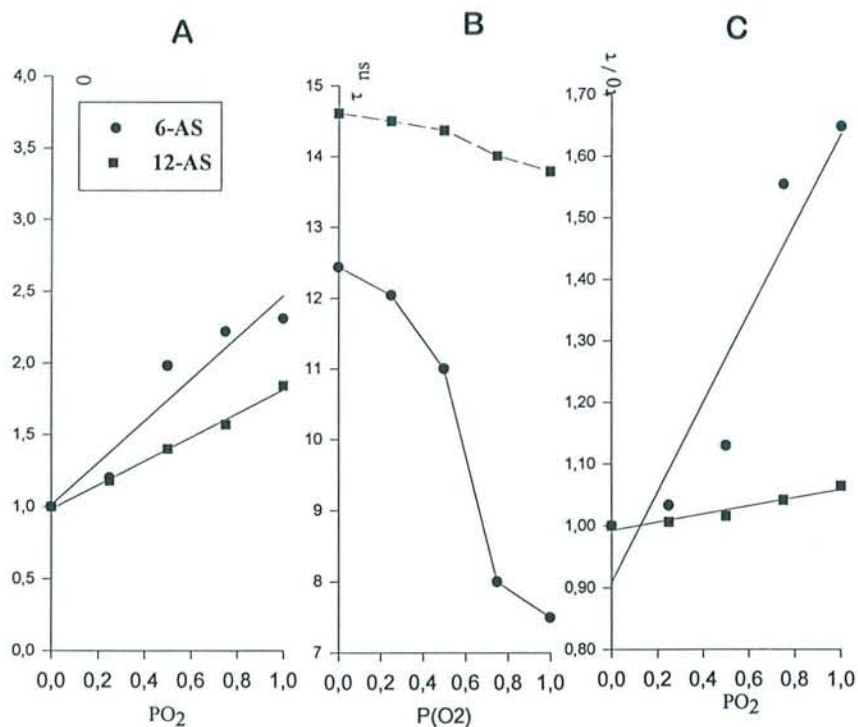 A
0
4,0
3,5
3,0
2,5
2,0
1,5
1,0
0,5
0,0
6-AS
12-AS
0,0 0,2 0,4 0,6 0,8 1,0
PO2
B
τ ns
15
14
13
12
11
10
9
8
7
0,0 0,2 0,4 0,6 0,8 1,0
P(O2)
C
τ0/τ
1,70
1,60
1,50
1,40
1,30
1,20
1,10
1,00
0,90
0,80
0,0 0,2 0,4 0,6 0,8 1,0
PO2